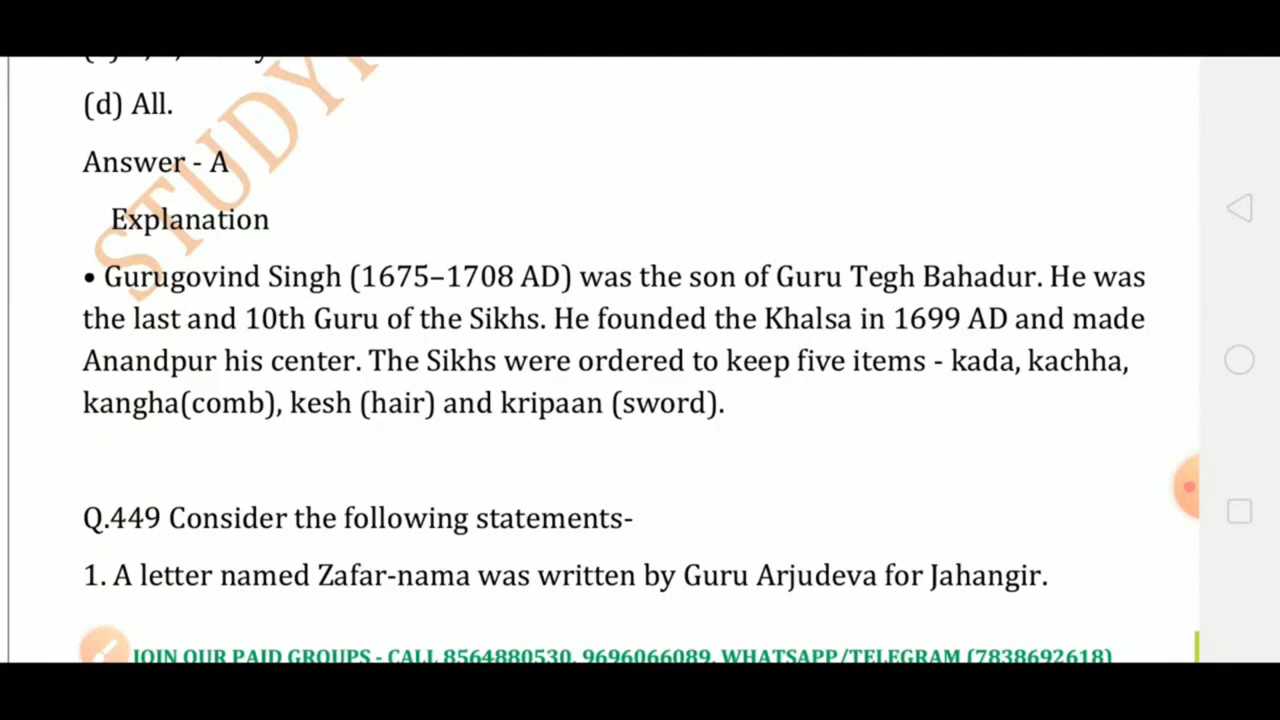 (d) All.
Answer - A
Explanation
• Gurugovind Singh (1675–1708 AD) was the son of Guru Tegh Bahadur. He was
the last and 10th Guru of the Sikhs. He founded the Khalsa in 1699 AD and made
Anandpur his center. The Sikhs were ordered to keep five items - kada, kachha,
kangha(comb), kesh (hair) and kripaan (sword).
Q.449 Consider the following statements-
1. A letter named Zafar-nama was written by Guru Arjudeva for Jahangir.
JOIN OUR PAID GROUPS - CALL 8564880530, 9696066089, WHATSAPP/TELEGRAM (7838692618)
STUDY